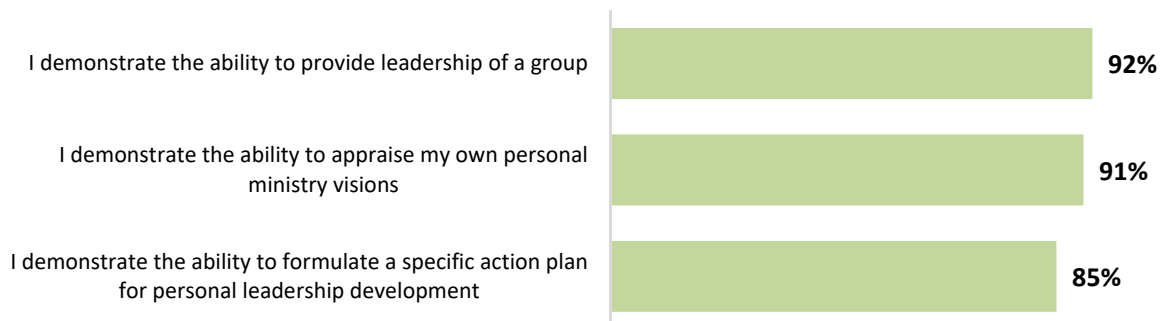 I demonstrate the ability to provide leadership of a group
92%
I demonstrate the ability to appraise my own personal
ministry visions
91%
I demonstrate the ability to formulate a specific action plan
for personal leadership development
85%